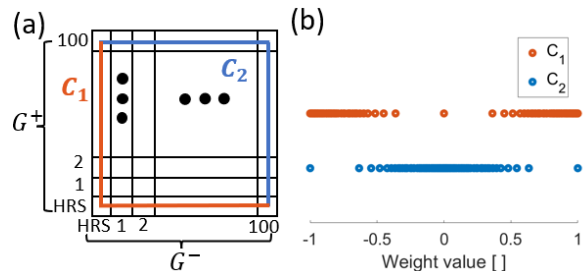 (a)
100
C₁
C₂
G⁺
2
1
HRS
HRS 1 2 100
G⁻
(b)
C₁
C₂
-1 -0.5 0 0.5 1
Weight value [ ]